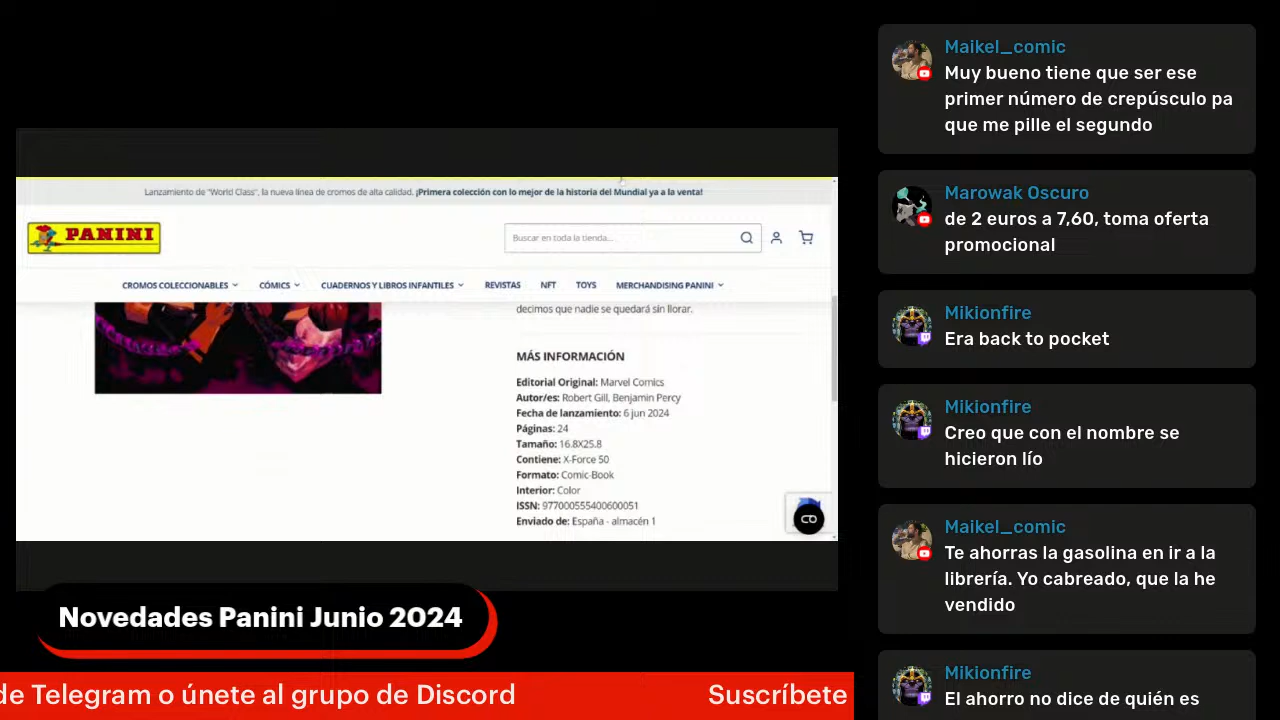 Lanzamiento de "World Class", la nueva línea de cromos de alta calidad. ¡Primera colección con lo mejor de la historia del Mundial ya a la venta!
PANINI
Buscar en toda la tienda...
CROMOS COLECCIONABLES CÓMICS CUADERNOS Y LIBROS INFANTILES REVISTAS NFT TOYS MERCHANDISING PANINI
decimos que nadie se quedará sin llorar.
MÁS INFORMACIÓN
Editorial Original: Marvel Comics
Autor/es: Robert Gill, Benjamin Percy
Fecha de lanzamiento: 6 jun 2024
Páginas: 24
Tamaño: 16.8X25.8
Contiene: X-Force 50
Formato: Comic-Book
Interior: Color
ISSN: 977000555400600051
Enviado de: España - almacén 1
Novedades Panini Junio 2024
de Telegram o únete al grupo de Discord Suscríbete
Maikel_comic
Muy bueno tiene que ser ese
primer número de crepúsculo pa
que me pille el segundo
Marowak Oscuro
de 2 euros a 7,60, toma oferta
promocional
Mikionfire
Era back to pocket
Mikionfire
Creo que con el nombre se
hicieron lío
Maikel_comic
Te ahorras la gasolina en ir a la
librería. Yo cabreado, que la he
vendido
Mikionfire
El ahorro no dice de quién es